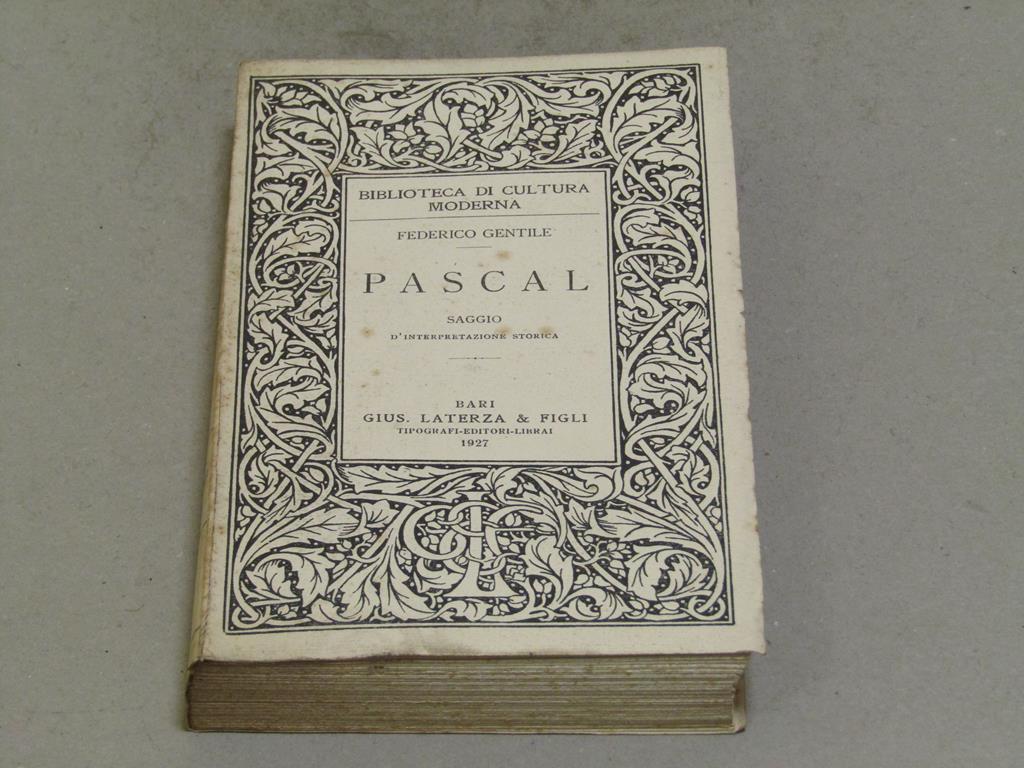 BIBLIOTECA DI CULTURA
MODERNA
FEDERICO GENTILE
PASCAL
SAGGIO
D'INTERPRETAZIONE STORICA
BARI
GIUS. LATERZA & FIGLI
TIPOGRAFI-EDITORI-LIBRAI
1927